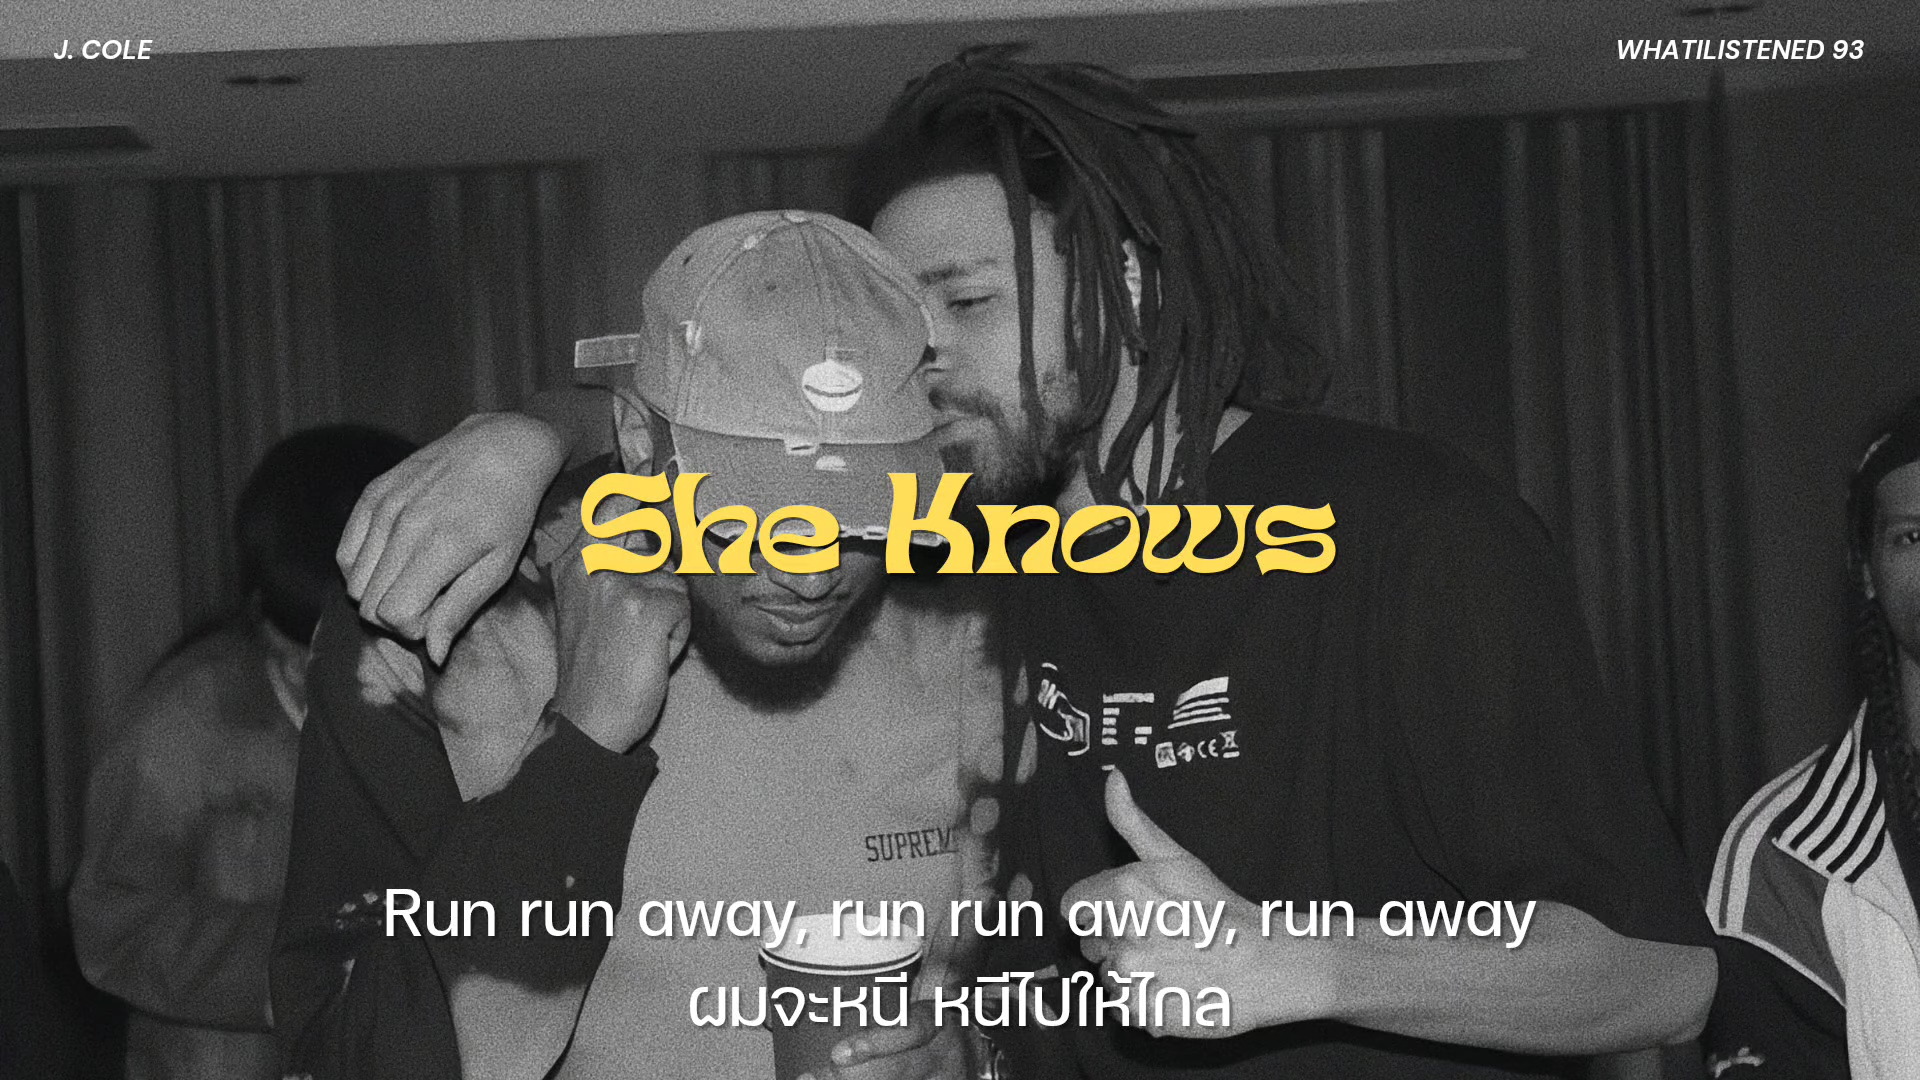 J. COLE
WHATILISTENED 93
She Knows
SUPREME
Run run away, run run away, run away
ผมจะหนี หนีไปให้ไกล